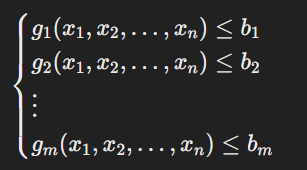 g₁(x₁, x₂, . . . , xₙ) ≤ b₁
g₂(x₁, x₂, . . . , xₙ) ≤ b₂
⋮
gₘ(x₁, x₂, . . . , xₙ) ≤ bₘ